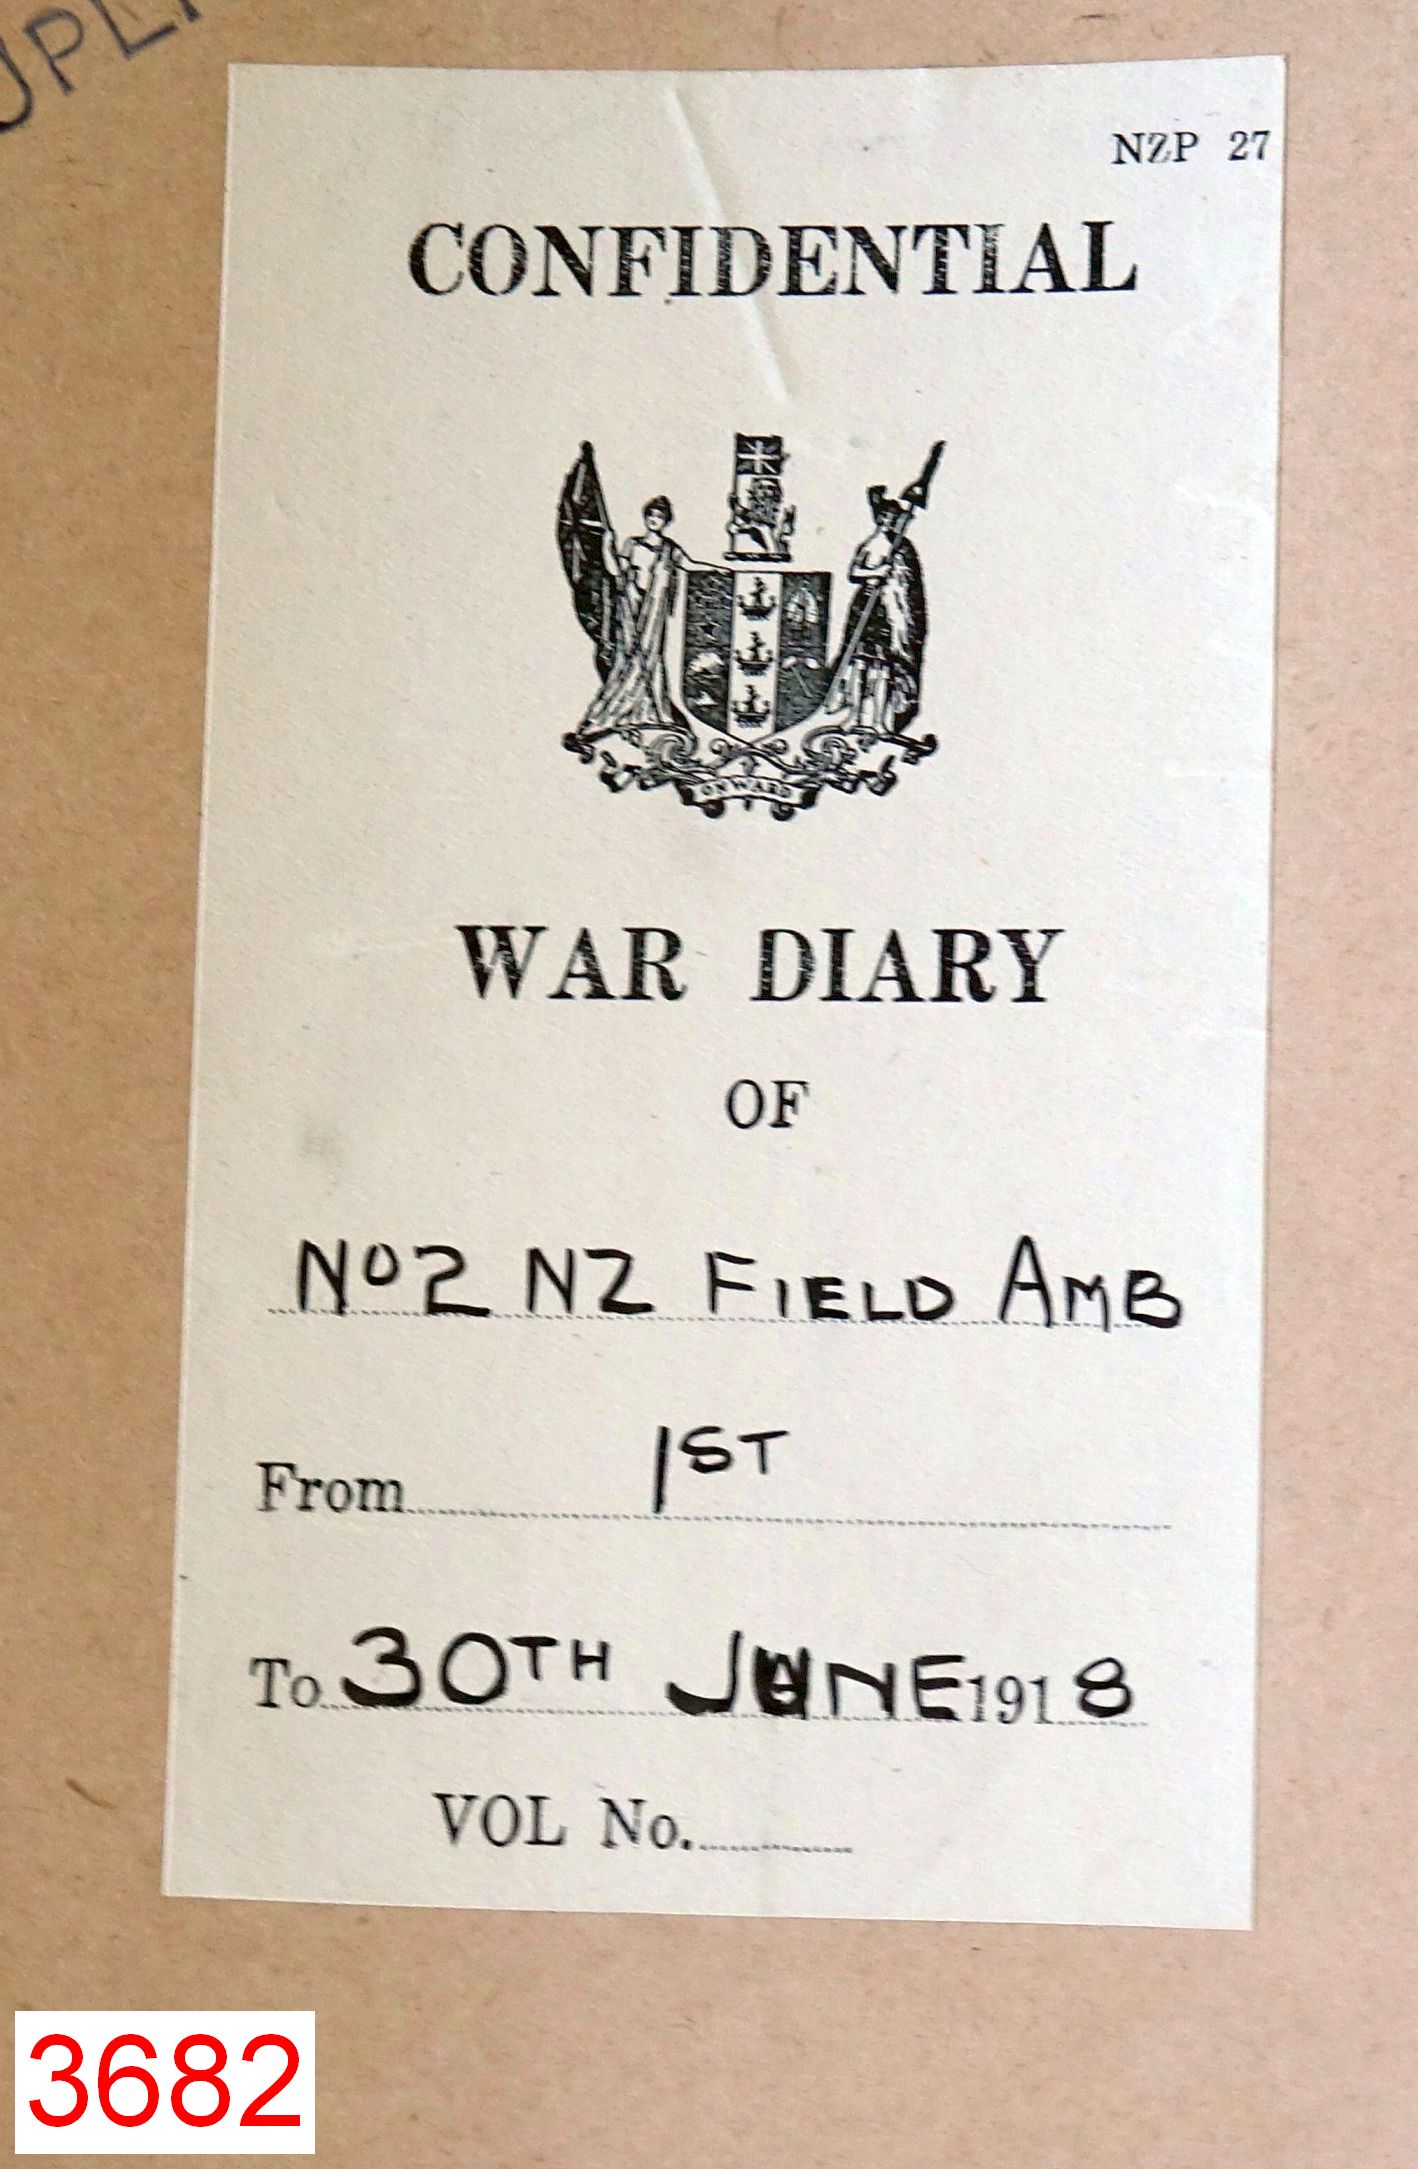 NZP 27
CONFIDENTIAL
ONWARD
WAR DIARY
OF
No2 NZ FIELD AMB
From 1ST
To 30TH JUNE 1918
VOL No.
3682